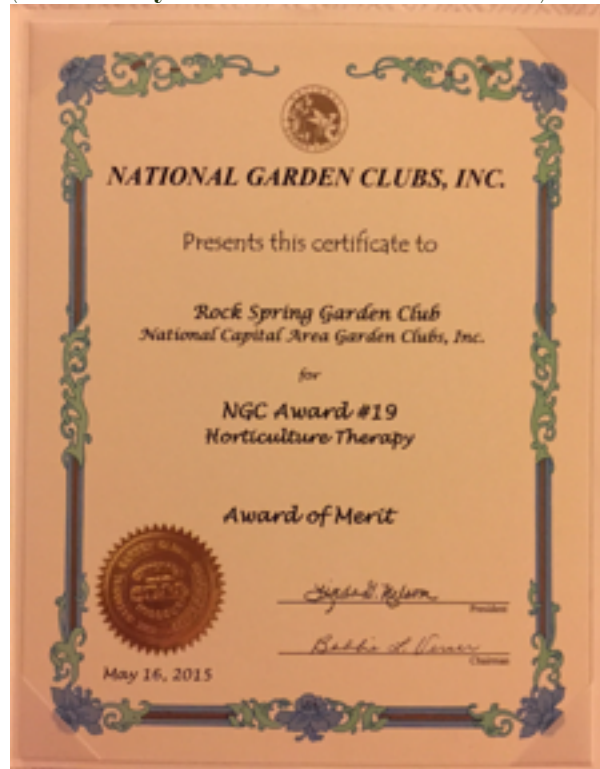 NATIONAL GARDEN CLUBS, INC.
Presents this certificate to
Rock Spring Garden Club
National Capital Area Garden Clubs, Inc.
for
NGC Award #19
Horticulture Therapy
Award of Merit
President
Chairman
May 16, 2015